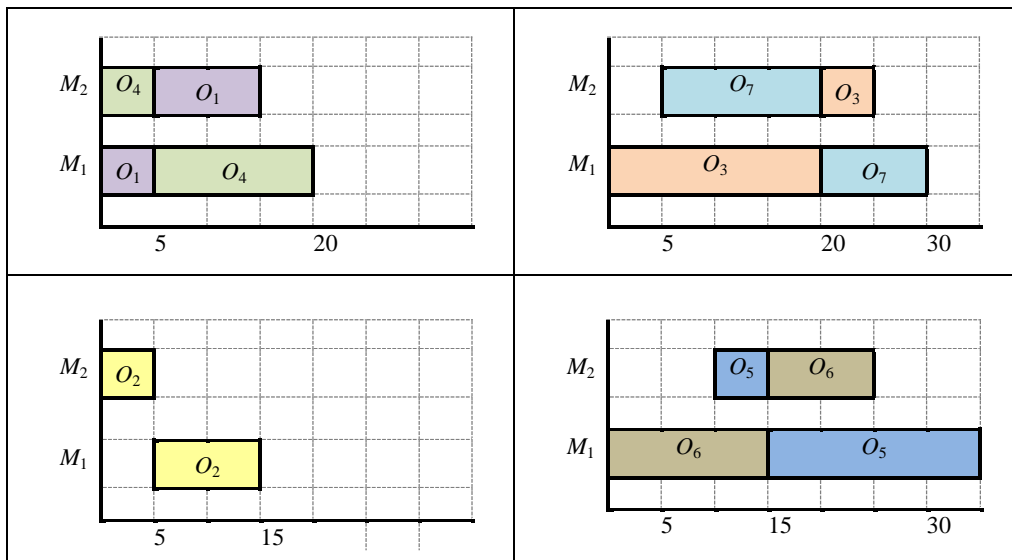 M₂ O₄ O₁
M₁ O₁ O₄
5 20
M₂ O₇ O₃
M₁ O₃ O₇
5 20 30
M₂ O₂
M₁ O₂
5 15
M₂ O₅ O₆
M₁ O₆ O₅
5 15 30